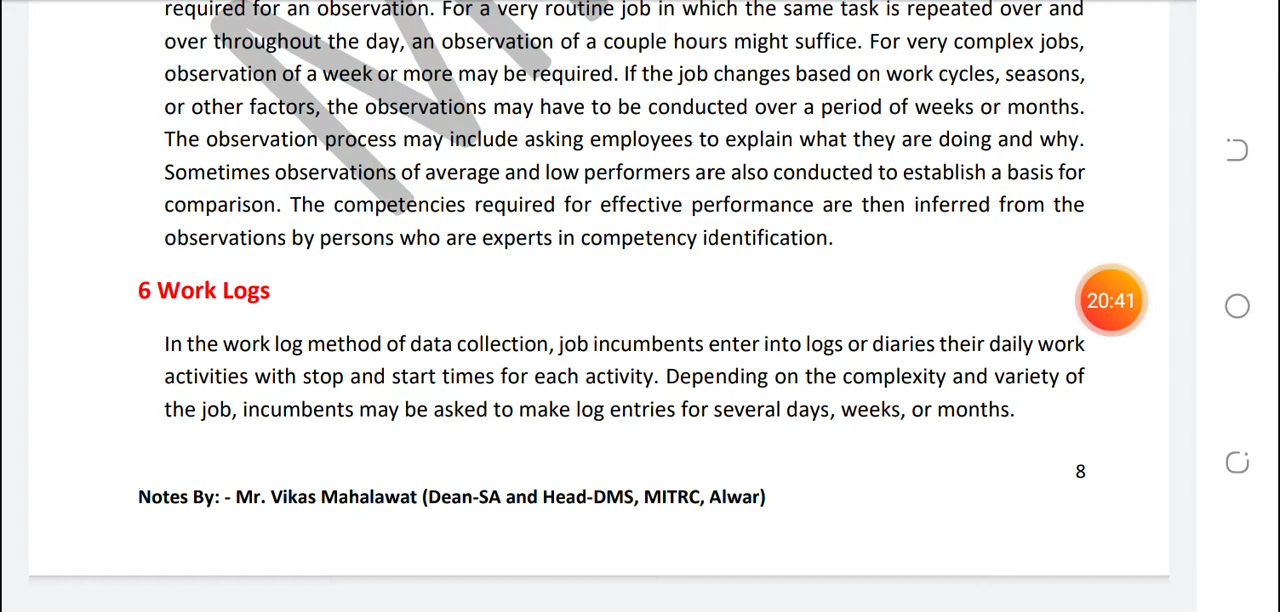 required for an observation. For a very routine job in which the same task is repeated over and
over throughout the day, an observation of a couple hours might suffice. For very complex jobs,
observation of a week or more may be required. If the job changes based on work cycles, seasons,
or other factors, the observations may have to be conducted over a period of weeks or months.
The observation process may include asking employees to explain what they are doing and why.
Sometimes observations of average and low performers are also conducted to establish a basis for
comparison. The competencies required for effective performance are then inferred from the
observations by persons who are experts in competency identification.
6 Work Logs
20:41
In the work log method of data collection, job incumbents enter into logs or diaries their daily work
activities with stop and start times for each activity. Depending on the complexity and variety of
the job, incumbents may be asked to make log entries for several days, weeks, or months.
8
Notes By: - Mr. Vikas Mahalawat (Dean-SA and Head-DMS, MITRC, Alwar)